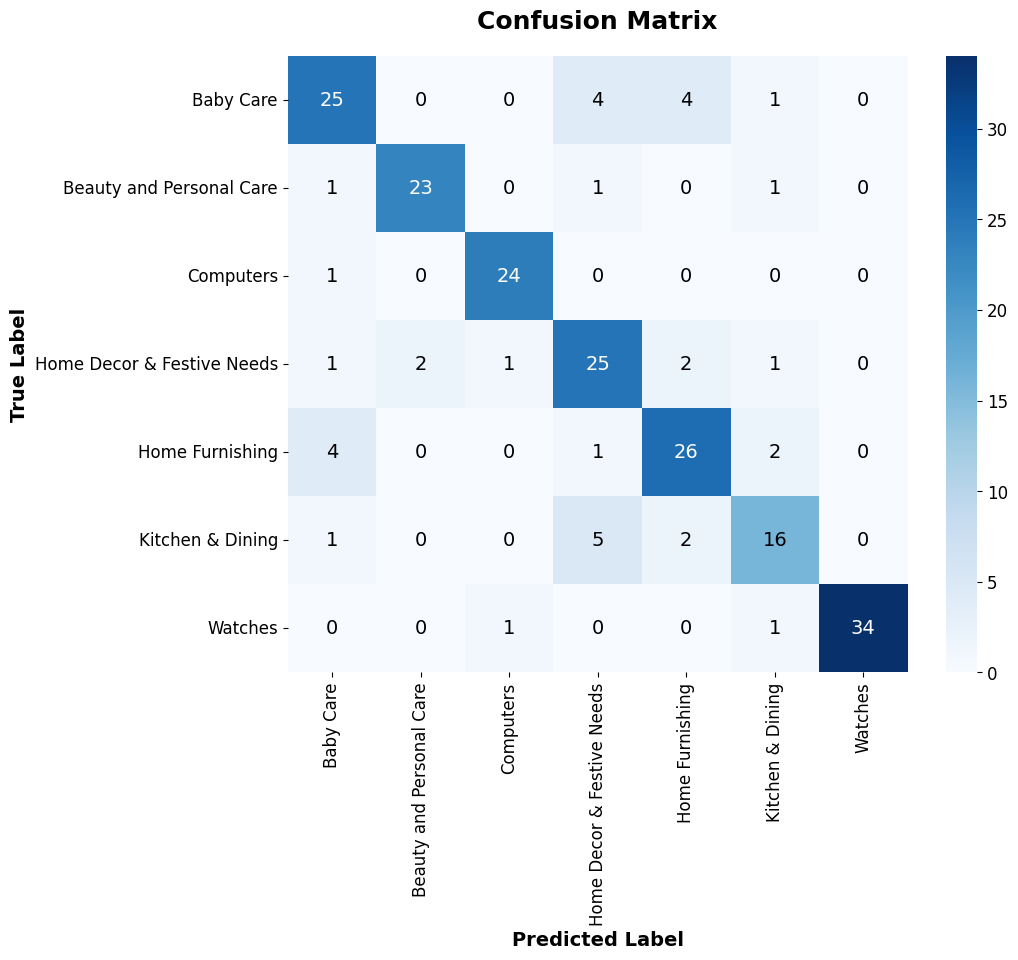 Confusion Matrix
True Label
Baby Care 25 0 0 4 4 1 0
Beauty and Personal Care 1 23 0 1 0 1 0
Computers 1 0 24 0 0 0 0
Home Decor & Festive Needs 1 2 1 25 2 1 0
Home Furnishing 4 0 0 1 26 2 0
Kitchen & Dining 1 0 0 5 2 16 0
Watches 0 0 1 0 0 1 34
Baby Care
Beauty and Personal Care
Computers
Home Decor & Festive Needs
Home Furnishing
Kitchen & Dining
Watches
Predicted Label
30
25
20
15
10
5
0